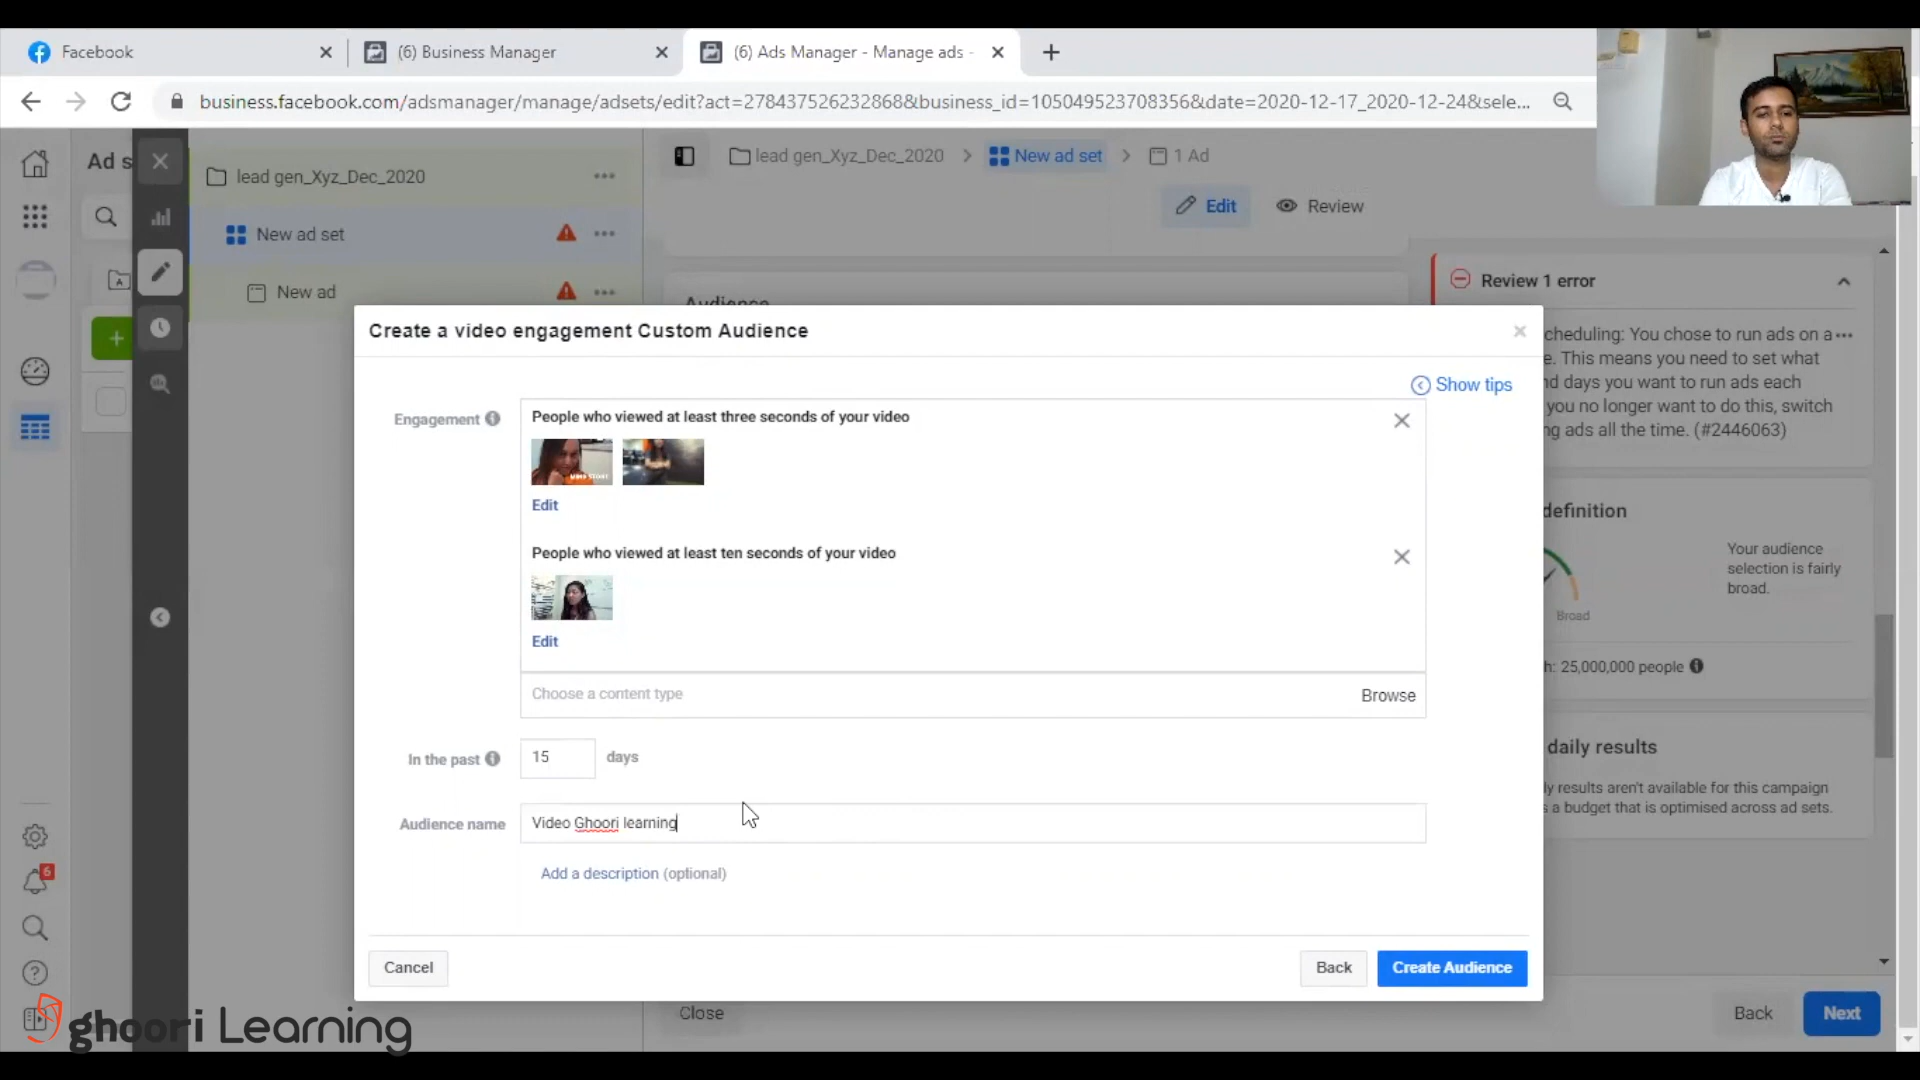 Facebook
(6) Business Manager
(6) Ads Manager - Manage ads -
business.facebook.com/adsmanager/manage/adsets/edit?act=278437526232868&business_id=105049523708356&date=2020-12-17_2020-12-24&sele...
Ad s
lead gen_Xyz_Dec_2020
New ad set
New ad
lead gen_Xyz_Dec_2020
New ad set
1 Ad
Edit
Review
Audience
Review 1 error
cheduling: You chose to run ads on a
e. This means you need to set what
nd days you want to run ads each
you no longer want to do this, switch
ng ads all the time. (#2446063)
definition
Your audience
selection is fairly
broad.
Broad
h: 25,000,000 people
daily results
ly results aren't available for this campaign
s a budget that is optimised across ad sets.
Create a video engagement Custom Audience
Show tips
Engagement
People who viewed at least three seconds of your video
Edit
People who viewed at least ten seconds of your video
Edit
Choose a content type
Browse
In the past
15
days
Audience name
Video Ghoori learning
Add a description (optional)
Cancel
Back
Create Audience
Close
Back
Next
6
ghoori Learning